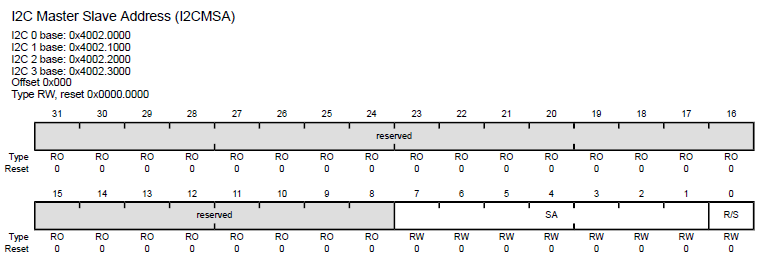 I2C Master Slave Address (I2CMSA)
I2C 0 base: 0x4002.0000
I2C 1 base: 0x4002.1000
I2C 2 base: 0x4002.2000
I2C 3 base: 0x4002.3000
Offset 0x000
Type RW, reset 0x0000.0000
31 30 29 28 27 26 25 24 23 22 21 20 19 18 17 16
reserved
Type RO RO RO RO RO RO RO RO RO RO RO RO RO RO RO RO
Reset 0 0 0 0 0 0 0 0 0 0 0 0 0 0 0 0
15 14 13 12 11 10 9 8 7 6 5 4 3 2 1 0
reserved SA R/S
Type RO RO RO RO RO RO RO RO RW RW RW RW RW RW RW RW
Reset 0 0 0 0 0 0 0 0 0 0 0 0 0 0 0 0